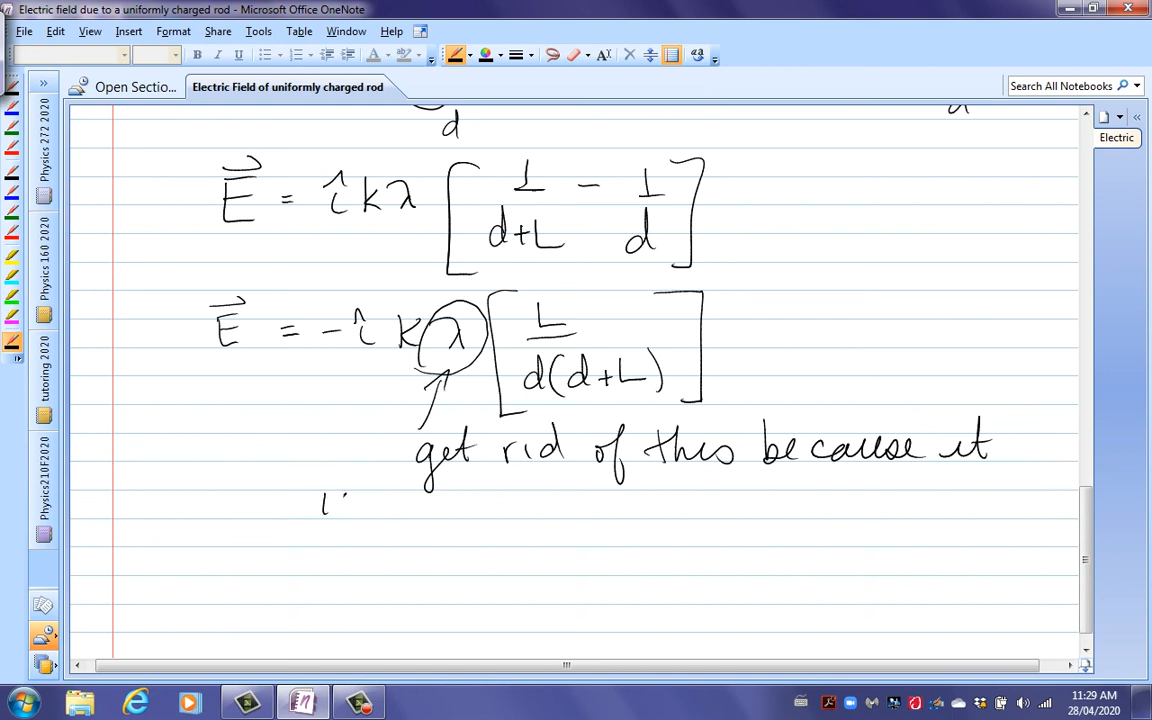 Electric field due to a uniformly charged rod - Microsoft Office OneNote
File Edit View Insert Format Share Tools Table Window Help
B I U
Open Sectio... Electric Field of uniformly charged rod
Search All Notebooks
Electric
Physics 272 2020
Physics 160 2020
tutoring 2020
Physics210F2020
d
E⃗ = î k λ [ 1/(d+L) - 1/d ]
E⃗ = - î k λ [ L/(d(d+L)) ]
get rid of this because it
11:29 AM
28/04/2020